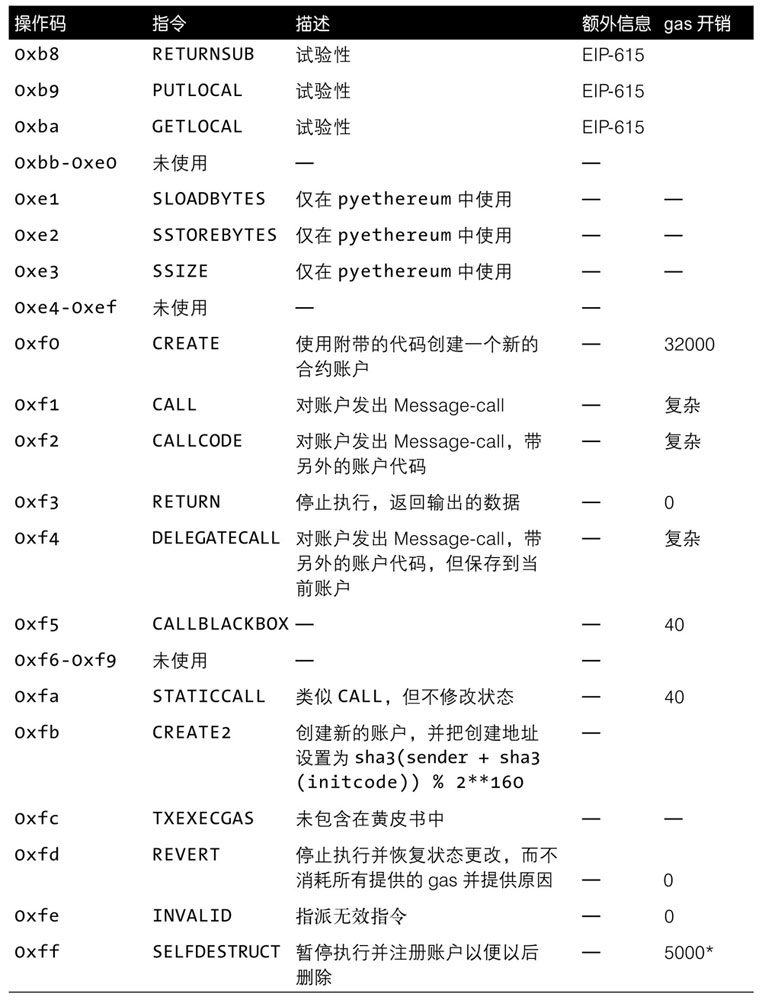 操作码 指令 描述 额外信息 gas 开销
0xb8 RETURNSUB 试验性 EIP-615
0xb9 PUTLOCAL 试验性 EIP-615
0xba GETLOCAL 试验性 EIP-615
0xbb-0xe0 未使用 — —
0xe1 SLOADBYTES 仅在 pyethereum 中使用 — —
0xe2 SSTOREBYTES 仅在 pyethereum 中使用 — —
0xe3 SSIZE 仅在 pyethereum 中使用 — —
0xe4-0xef 未使用 — —
0xf0 CREATE 使用附带的代码创建一个新的 — 32000
合约账户
0xf1 CALL 对账户发出 Message-call — 复杂
0xf2 CALLCODE 对账户发出 Message-call，带 — 复杂
另外的账户代码
0xf3 RETURN 停止执行，返回输出的数据 — 0
0xf4 DELEGATECALL 对账户发出 Message-call，带 — 复杂
另外的账户代码，但保存到当
前账户
0xf5 CALLBLACKBOX — — 40
0xf6-0xf9 未使用 — —
0xfa STATICCALL 类似 CALL，但不修改状态 — 40
0xfb CREATE2 创建新的账户，并把创建地址 —
设置为 sha3(sender + sha3
(initcode)) % 2**160
0xfc TXEXECGAS 未包含在黄皮书中 — —
0xfd REVERT 停止执行并恢复状态更改，而不
消耗所有提供的 gas 并提供原因 — 0
0xfe INVALID 指派无效指令 — 0
0xff SELFDESTRUCT 暂停执行并注册账户以便以后 — 5000*
删除